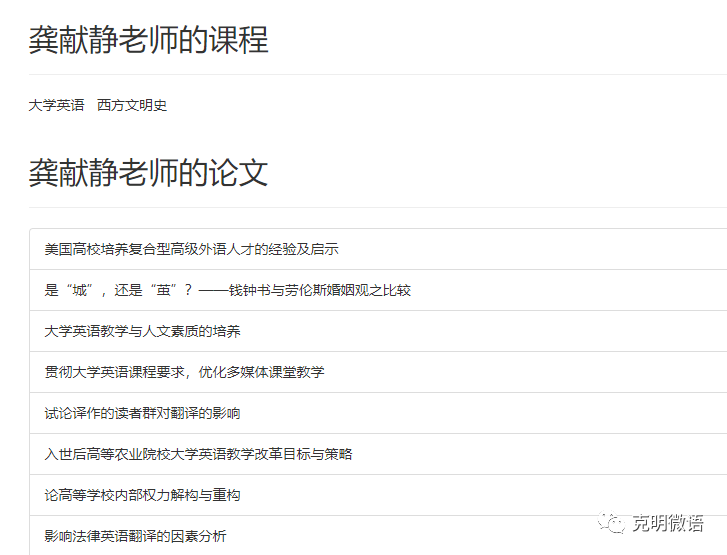 龚献静老师的课程
大学英语 西方文明史
龚献静老师的论文
美国高校培养复合型高级外语人才的经验及启示
是“城”，还是“茧”？——钱钟书与劳伦斯婚姻观之比较
大学英语教学与人文素质的培养
贯彻大学英语课程要求，优化多媒体课堂教学
试论译作的读者群对翻译的影响
入世后高等农业院校大学英语教学改革目标与策略
论高等学校内部权力解构与重构
影响法律英语翻译的因素分析
克明微语